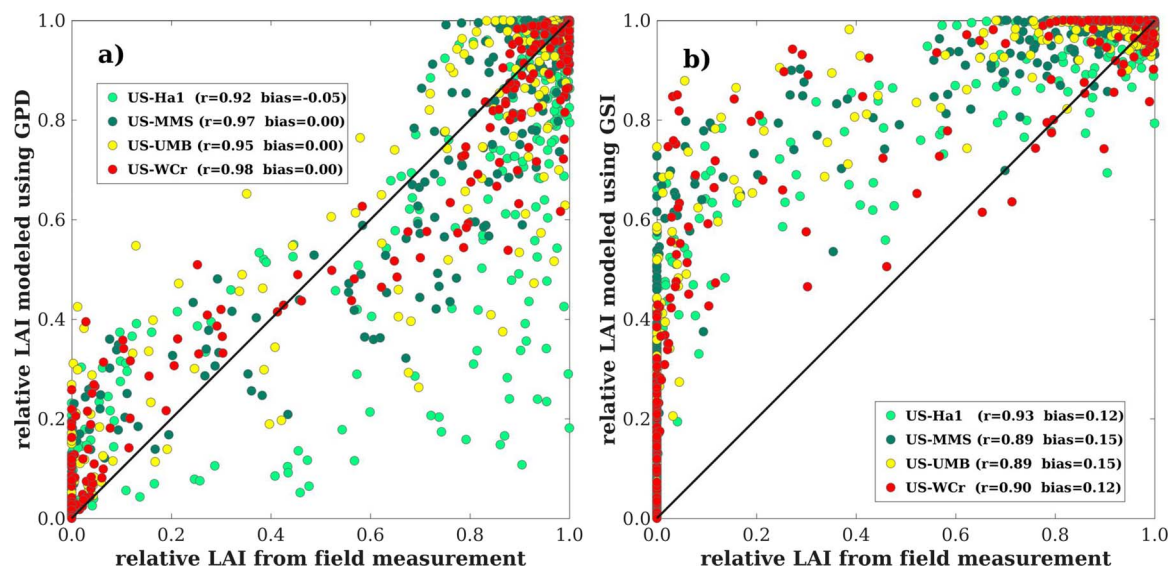 a)
US-Ha1 (r=0.92 bias=-0.05)
US-MMS (r=0.97 bias=0.00)
US-UMB (r=0.95 bias=0.00)
US-WCr (r=0.98 bias=0.00)
relative LAI modeled using GPD
1.0
0.8
0.6
0.4
0.2
0.0
0.0 0.2 0.4 0.6 0.8 1.0
relative LAI from field measurement
b)
relative LAI modeled using GSI
1.0
0.8
0.6
0.4
0.2
0.0
US-Ha1 (r=0.93 bias=0.12)
US-MMS (r=0.89 bias=0.15)
US-UMB (r=0.89 bias=0.15)
US-WCr (r=0.90 bias=0.12)
0.0 0.2 0.4 0.6 0.8 1.0
relative LAI from field measurement